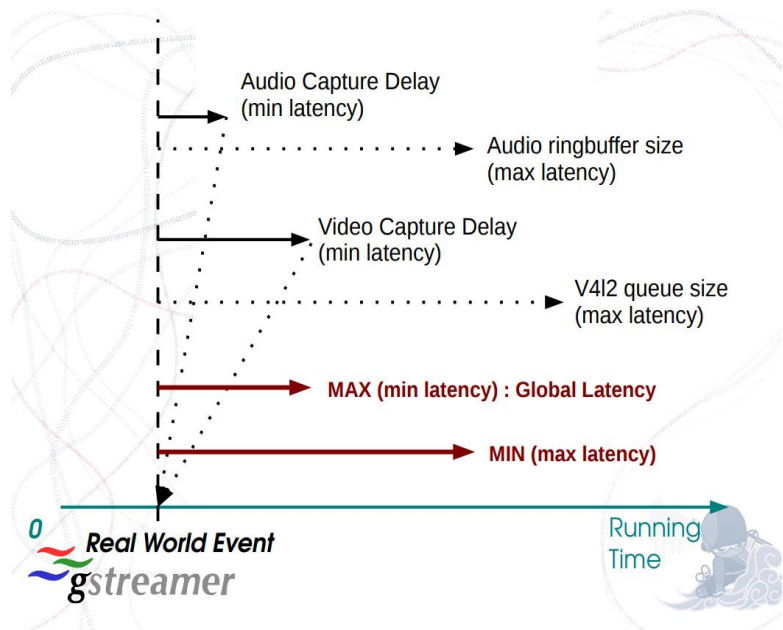 Audio Capture Delay
(min latency)
Audio ringbuffer size
(max latency)
Video Capture Delay
(min latency)
V4l2 queue size
(max latency)
MAX (min latency) : Global Latency
MIN (max latency)
0
Real World Event
Running
Time
gstreamer